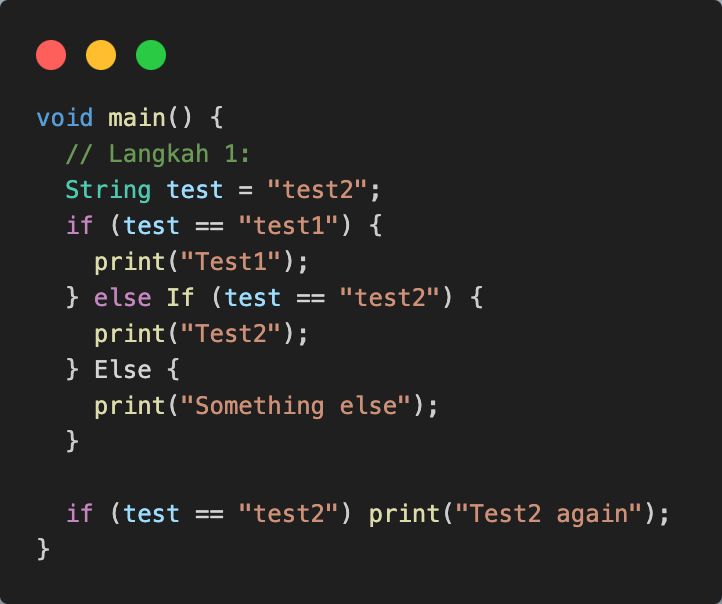 void main() {
  // Langkah 1:
  String test = "test2";
  if (test == "test1") {
    print("Test1");
  } else If (test == "test2") {
    print("Test2");
  } Else {
    print("Something else");
  }

  if (test == "test2") print("Test2 again");
}